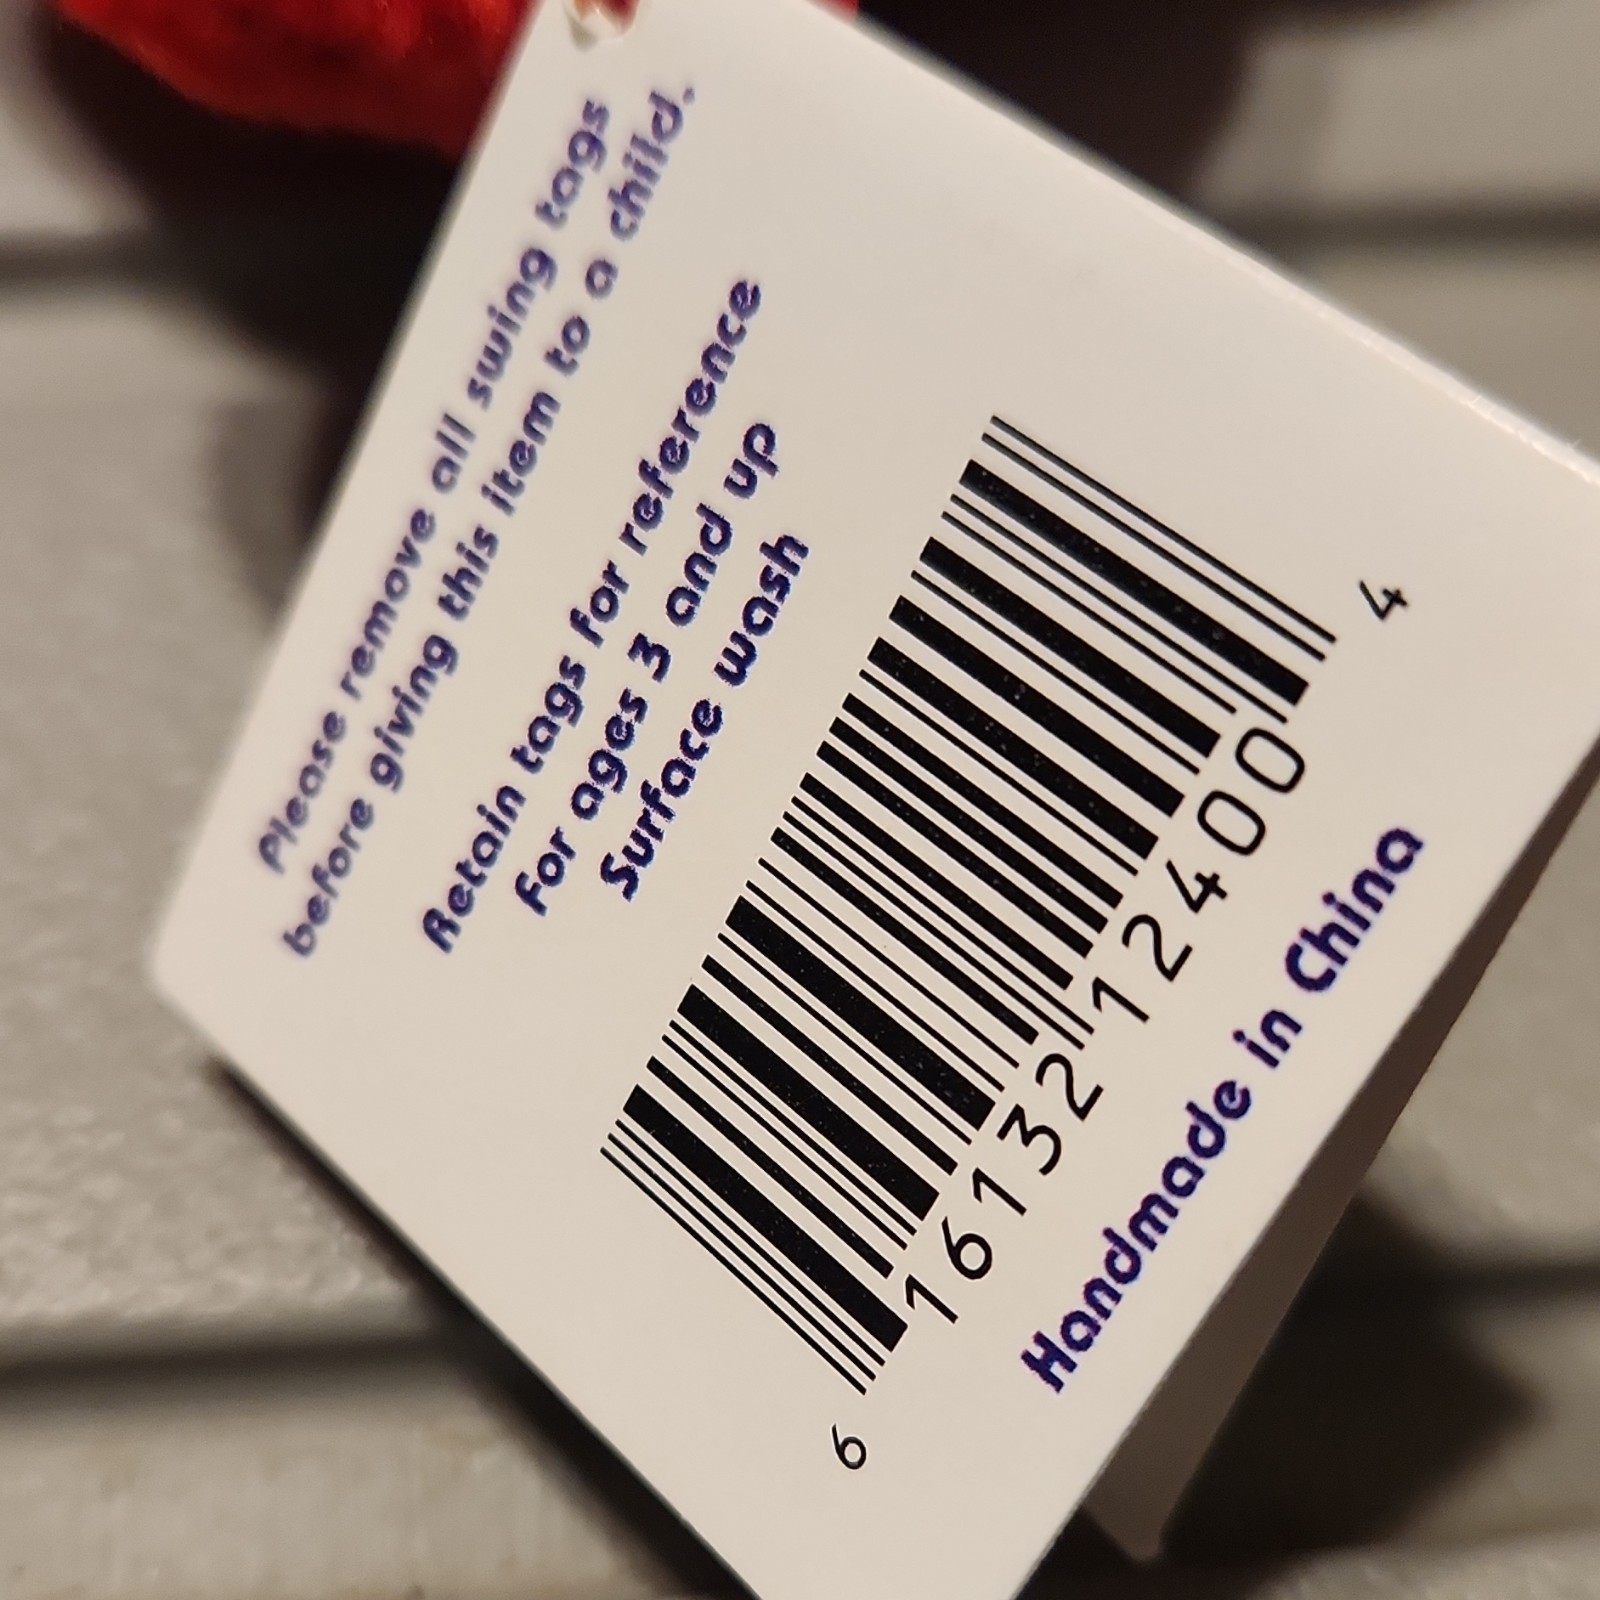 Please remove all swing tags
before giving this item to a child.
Retain tags for reference
For ages 3 and up
Surface wash
6 16132 12400 4
Handmade in China